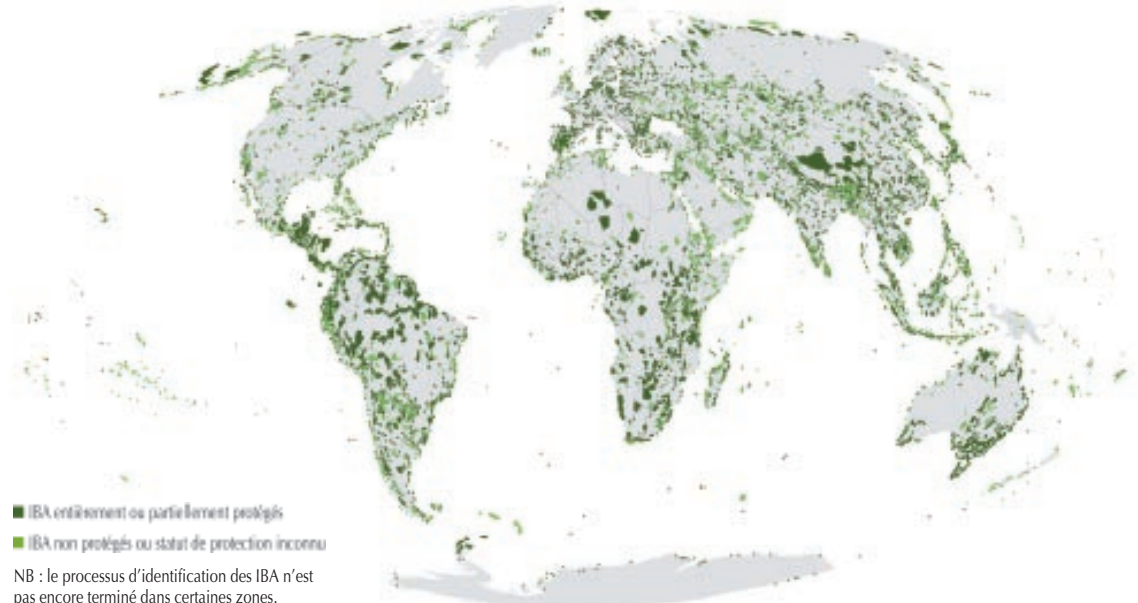 IBA entièrement ou partiellement protégés
IBA non protégés ou statut de protection inconnu
NB : le processus d’identification des IBA n’est
pas encore terminé dans certaines zones.